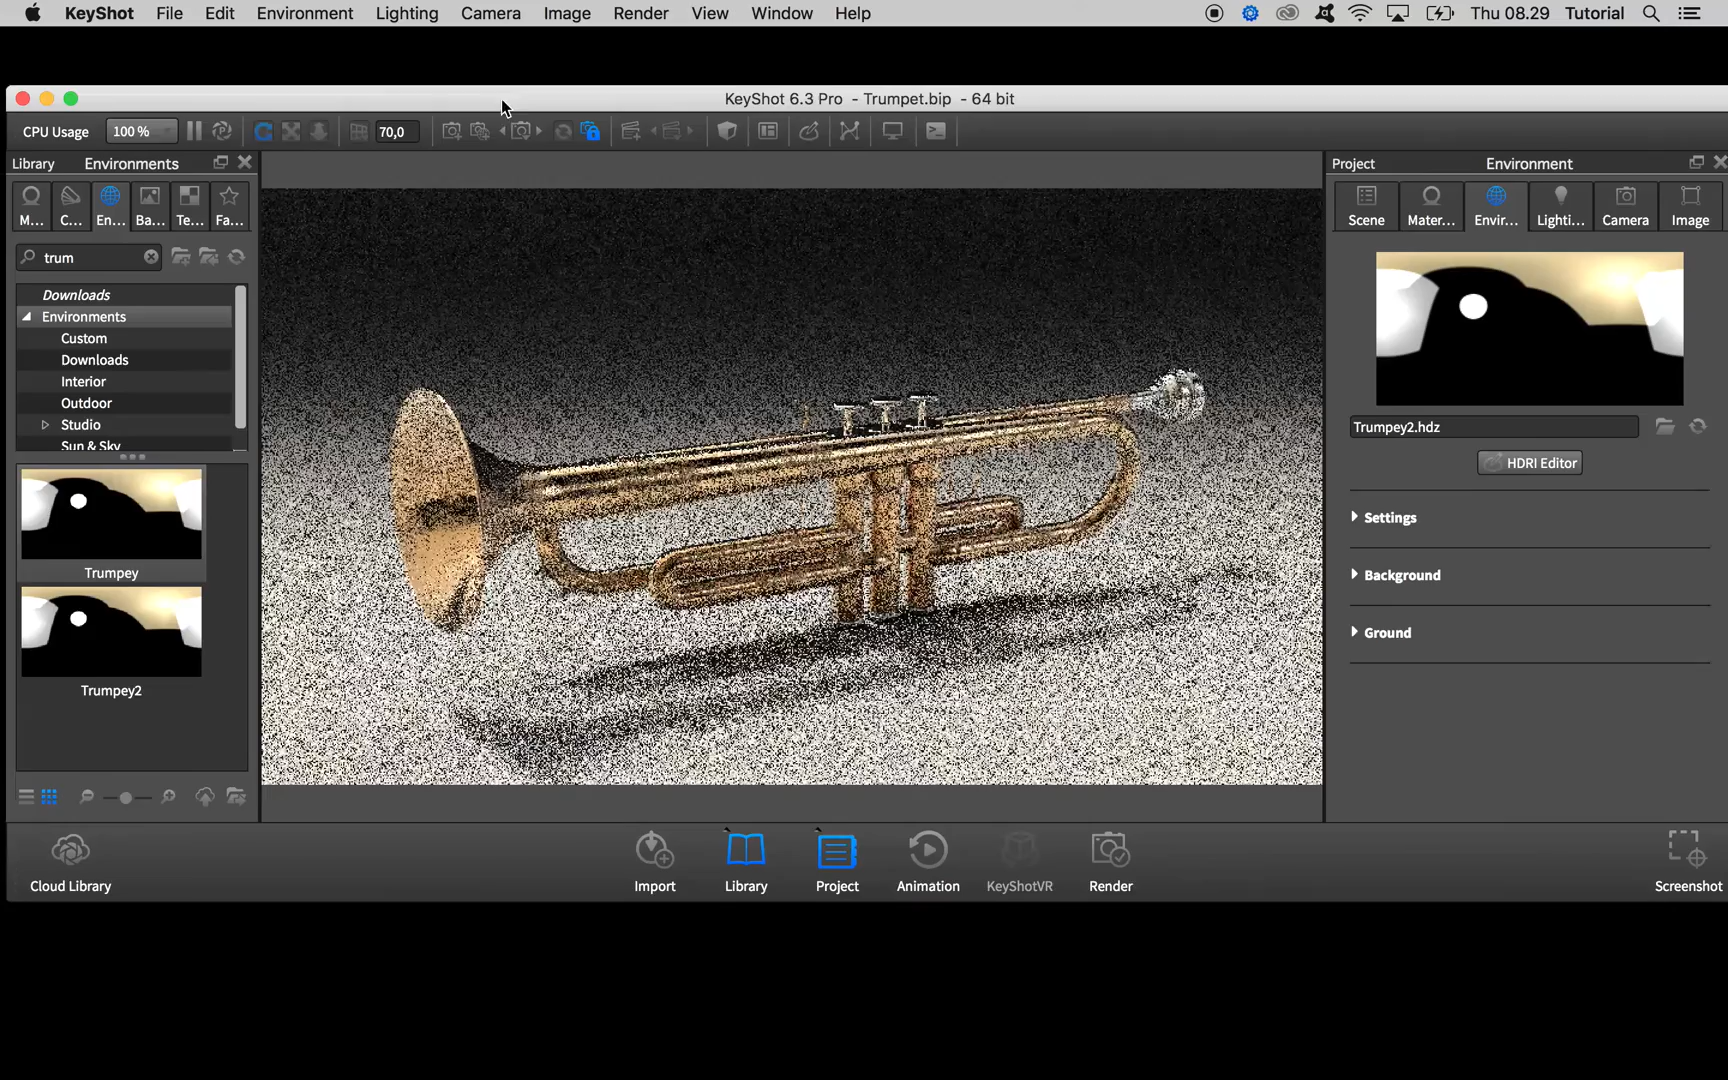 KeyShot File Edit Environment Lighting Camera Image Render View Window Help Thu 08.29 Tutorial
KeyShot 6.3 Pro - Trumpet.bip - 64 bit
CPU Usage 100 % 70,0
Library Environments
M... C... En... Ba... Te... Fa...
trum
Downloads
Environments
Custom
Downloads
Interior
Outdoor
Studio
Sun & Sky
Trumpey
Trumpey2
Project Environment
Scene Mater... Envir... Lighti... Camera Image
Trumpey2.hdz
HDRI Editor
Settings
Background
Ground
Cloud Library Import Library Project Animation KeyShotVR Render Screenshot